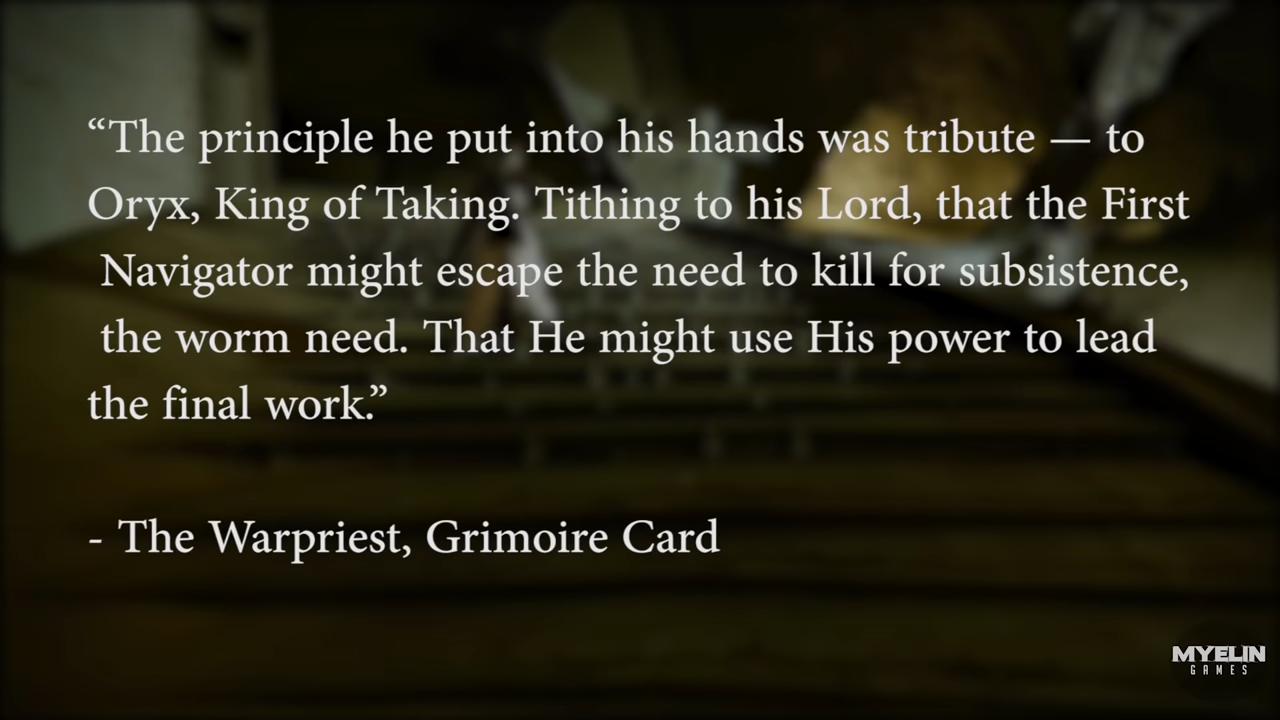 “The principle he put into his hands was tribute — to
Oryx, King of Taking. Tithing to his Lord, that the First
Navigator might escape the need to kill for subsistence,
the worm need. That He might use His power to lead
the final work.”
- The Warpriest, Grimoire Card
MYELIN
GAMES